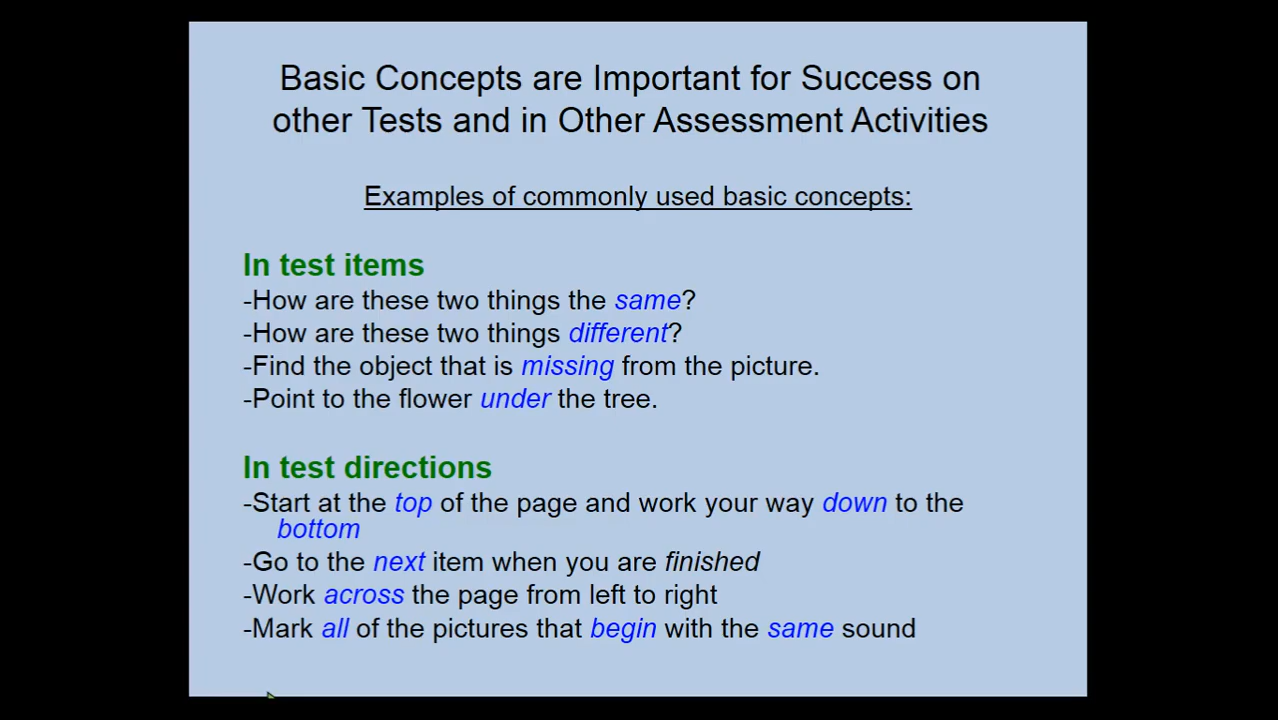 Basic Concepts are Important for Success on
other Tests and in Other Assessment Activities
Examples of commonly used basic concepts:
In test items
-How are these two things the same?
-How are these two things different?
-Find the object that is missing from the picture.
-Point to the flower under the tree.
In test directions
-Start at the top of the page and work your way down to the
bottom
-Go to the next item when you are finished
-Work across the page from left to right
-Mark all of the pictures that begin with the same sound